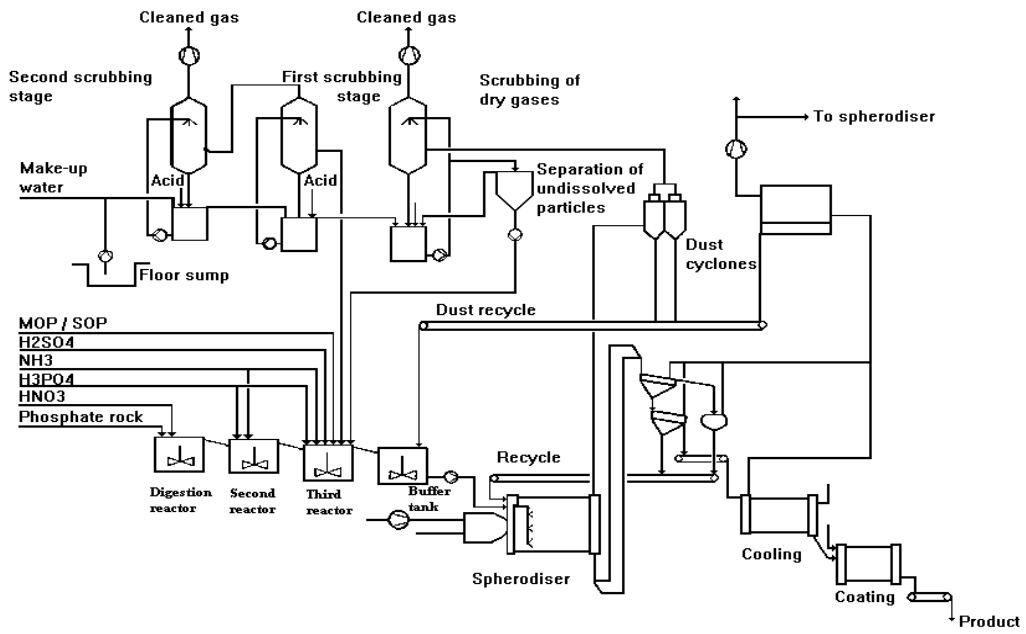 Cleaned gas
Cleaned gas
Second scrubbing
stage
First scrubbing
stage
Scrubbing of
dry gases
To spherodiser
Make-up
water
Acid
Acid
Separation of
undissolved
particles
Floor sump
Dust
cyclones
Dust recycle
MOP / SOP
H2SO4
NH3
H3PO4
HNO3
Phosphate rock
Recycle
Digestion
reactor
Second
reactor
Third
reactor
Buffer
tank
Spherodiser
Cooling
Coating
Product